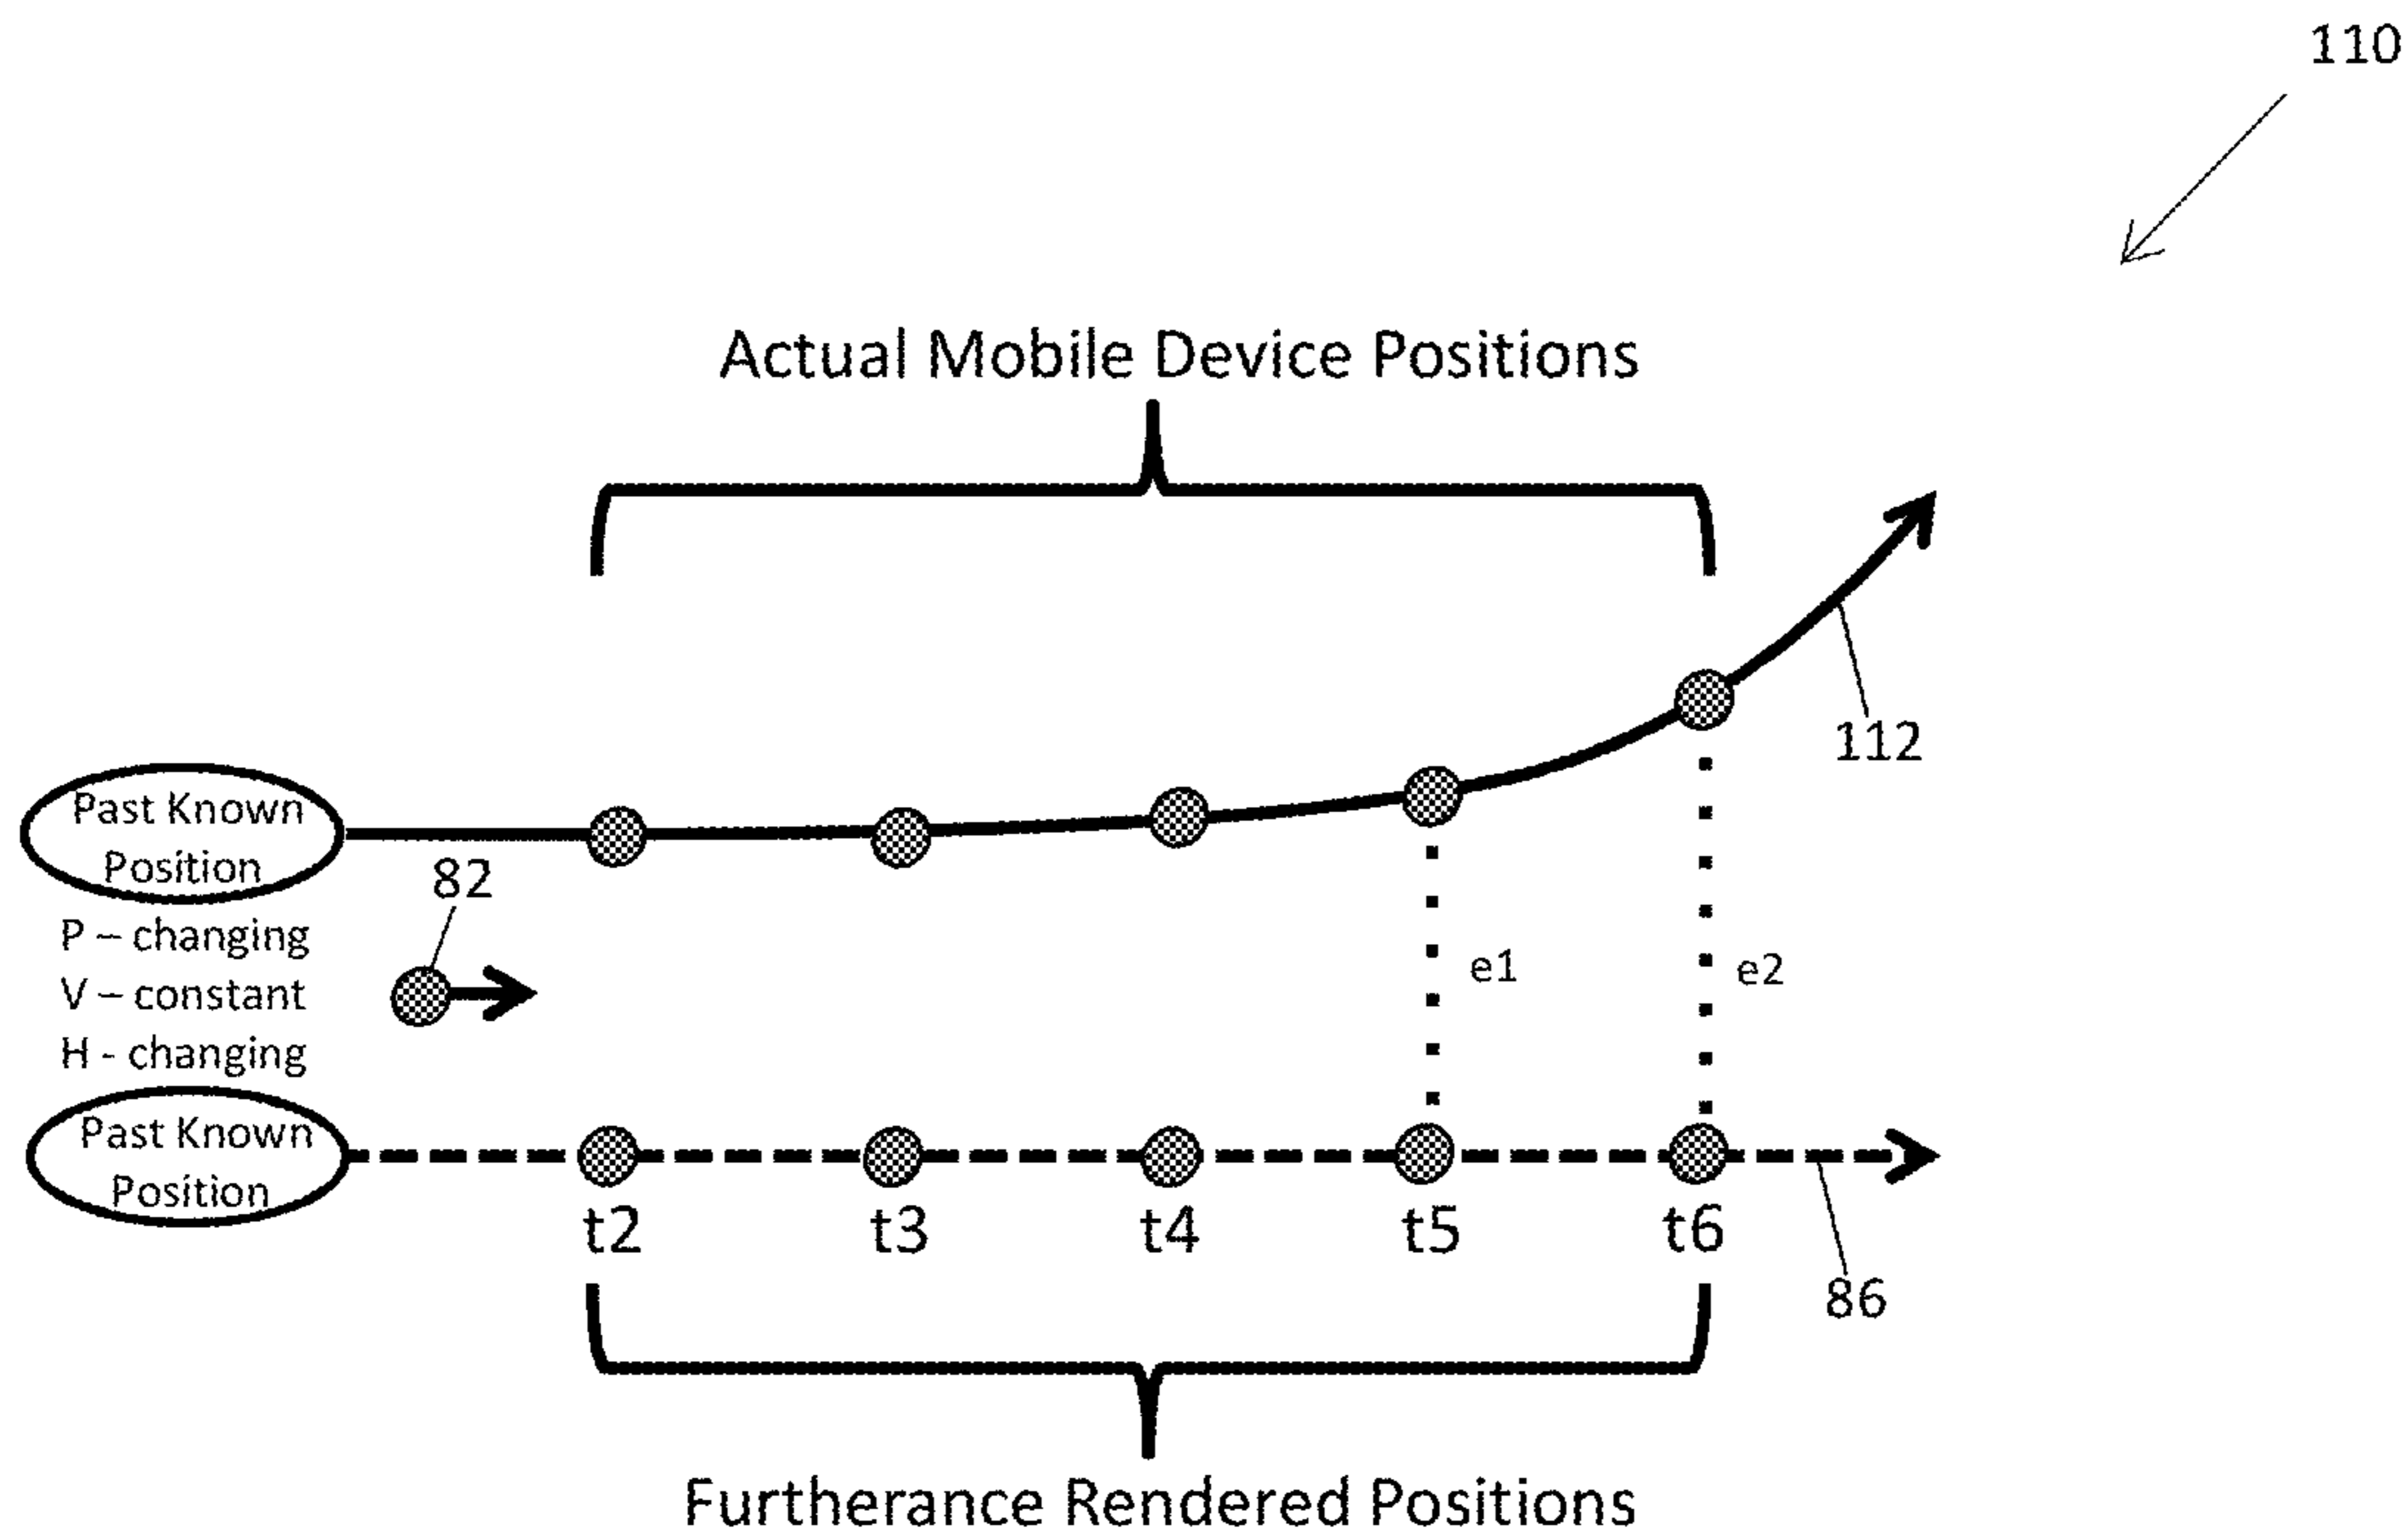 110
Actual Mobile Device Positions
112
Past Known
Position
82
P – changing
V – constant
H - changing
e1
e2
Past Known
Position
t2 t3 t4 t5 t6
86
Furtherance Rendered Positions